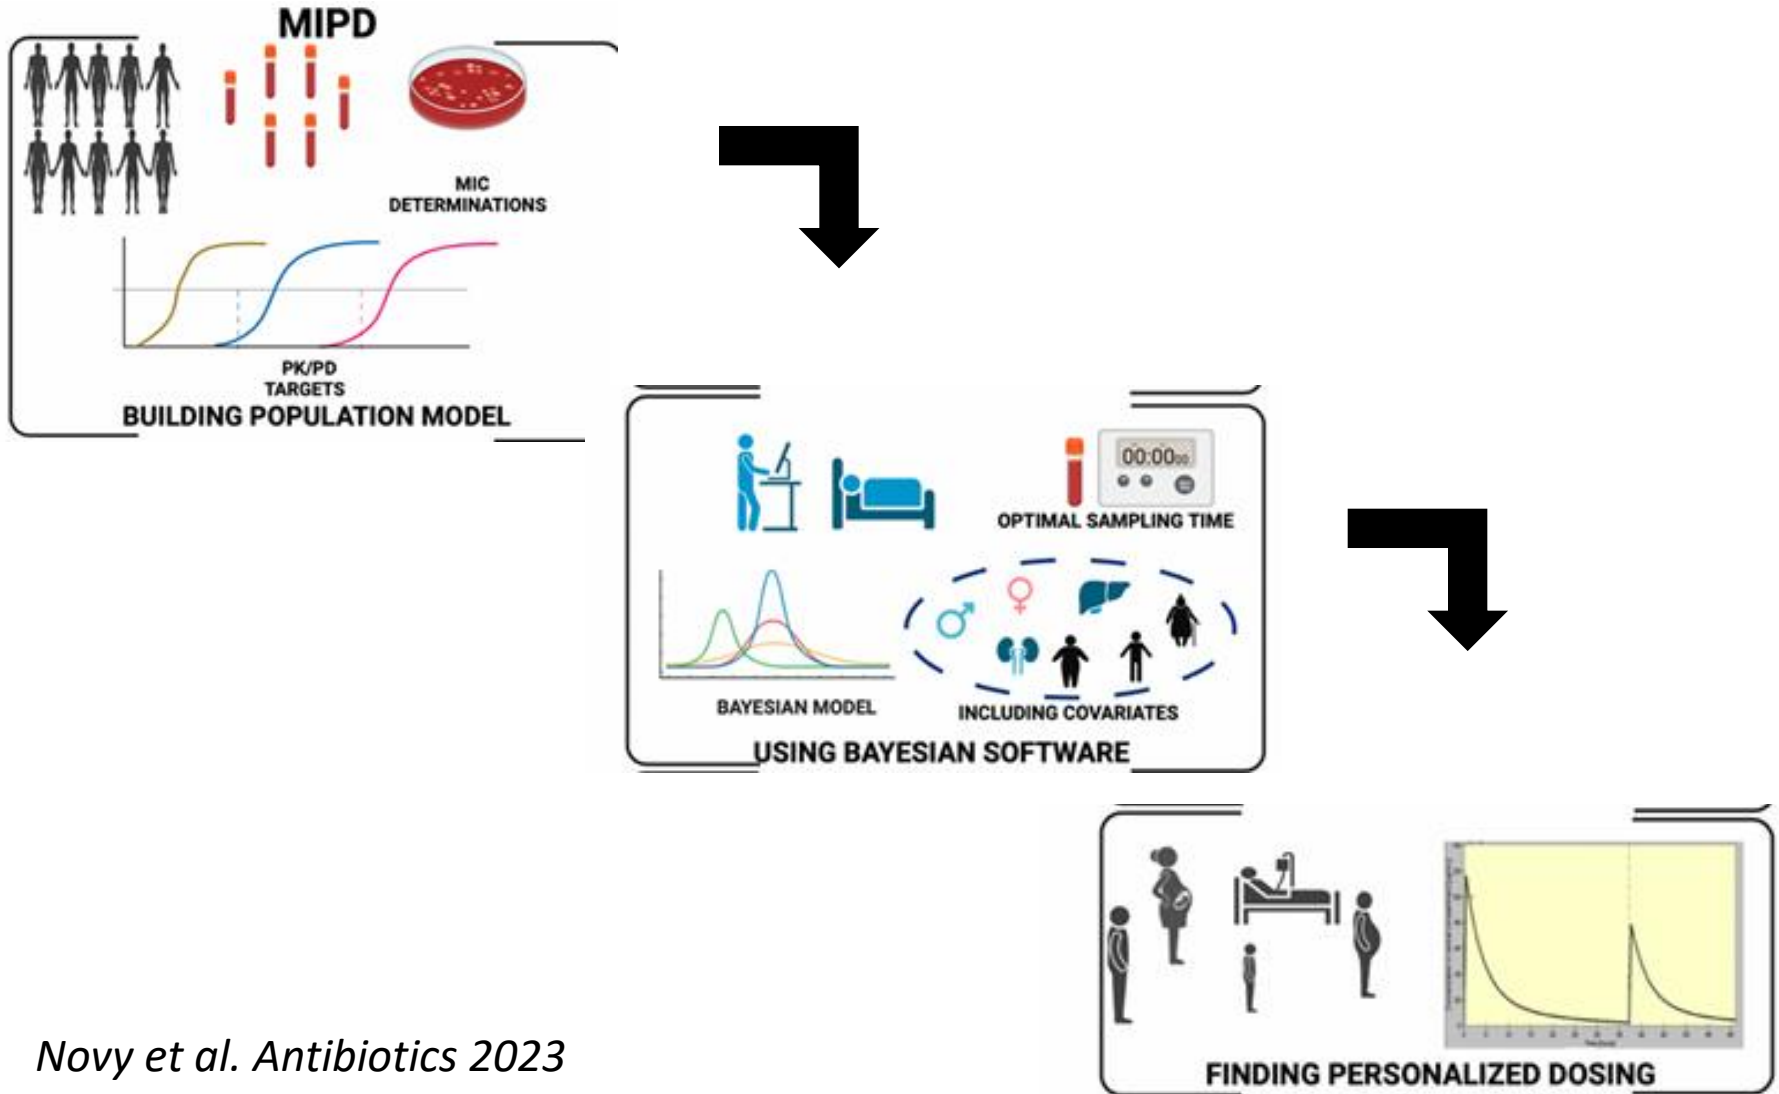 MIPD
MIC
DETERMINATIONS
PK/PD
TARGETS
BUILDING POPULATION MODEL
00:0000
OPTIMAL SAMPLING TIME
BAYESIAN MODEL
INCLUDING COVARIATES
USING BAYESIAN SOFTWARE
FINDING PERSONALIZED DOSING
Novy et al. Antibiotics 2023